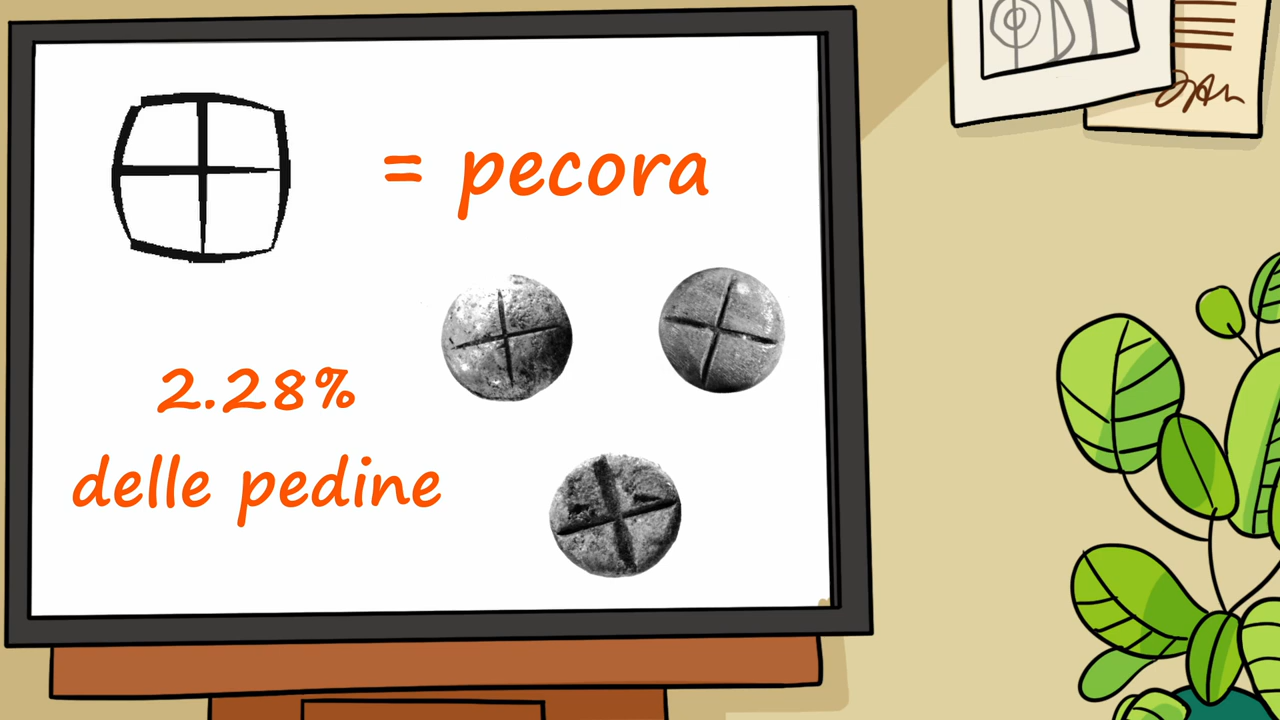 = pecora
2.28%
delle pedine